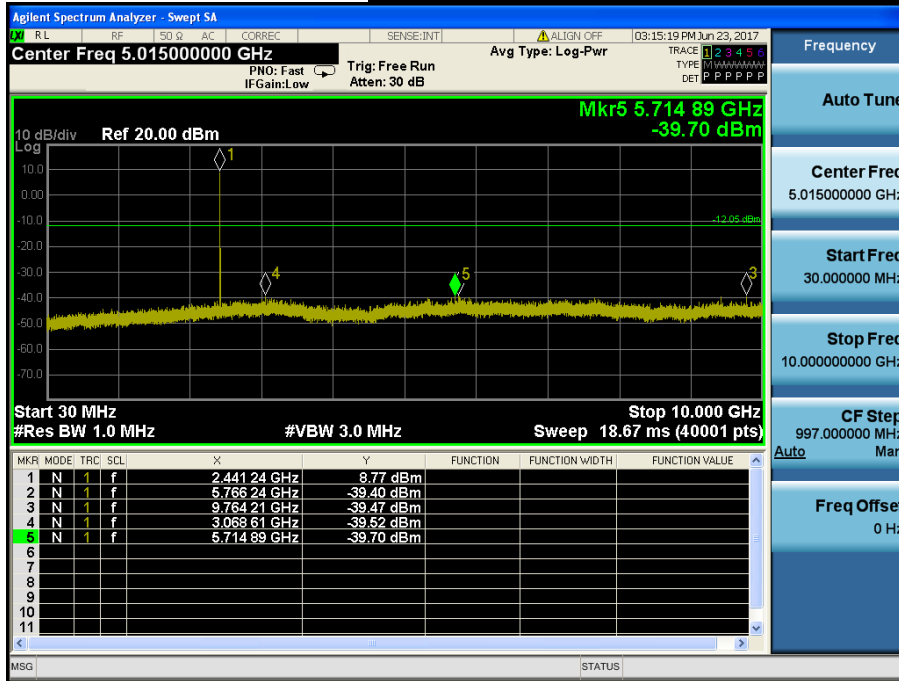 Agilent Spectrum Analyzer - Swept SA
LXI RL RF 50 Ω AC CORREC SENSE:INT ALIGN OFF 03:15:19 PM Jun 23, 2017
Center Freq 5.015000000 GHz
PNO: Fast
IFGain:Low
Trig: Free Run
Atten: 30 dB
Avg Type: Log-Pwr
TRACE 1 2 3 4 5 6
TYPE M
DET P P P P P P
Mkr5 5.714 89 GHz
-39.70 dBm
10 dB/div Ref 20.00 dBm
Log
10.0
0.00
-10.0
-20.0
-30.0
-40.0
-50.0
-60.0
-70.0
1
4
5
3
-12.05 dBm
Start 30 MHz Stop 10.000 GHz
#Res BW 1.0 MHz #VBW 3.0 MHz Sweep 18.67 ms (40001 pts)
MKR MODE TRC SCL X Y FUNCTION FUNCTION WIDTH FUNCTION VALUE
1 N 1 f 2.441 24 GHz 8.77 dBm
2 N 1 f 5.766 24 GHz -39.40 dBm
3 N 1 f 9.764 21 GHz -39.47 dBm
4 N 1 f 3.068 61 GHz -39.52 dBm
5 N 1 f 5.714 89 GHz -39.70 dBm
6
7
8
9
10
11
MSG STATUS
Frequency
Auto Tune
Center Freq
5.015000000 GHz
Start Freq
30.000000 MHz
Stop Freq
10.000000000 GHz
CF Step
997.000000 MHz
Auto Man
Freq Offset
0 Hz